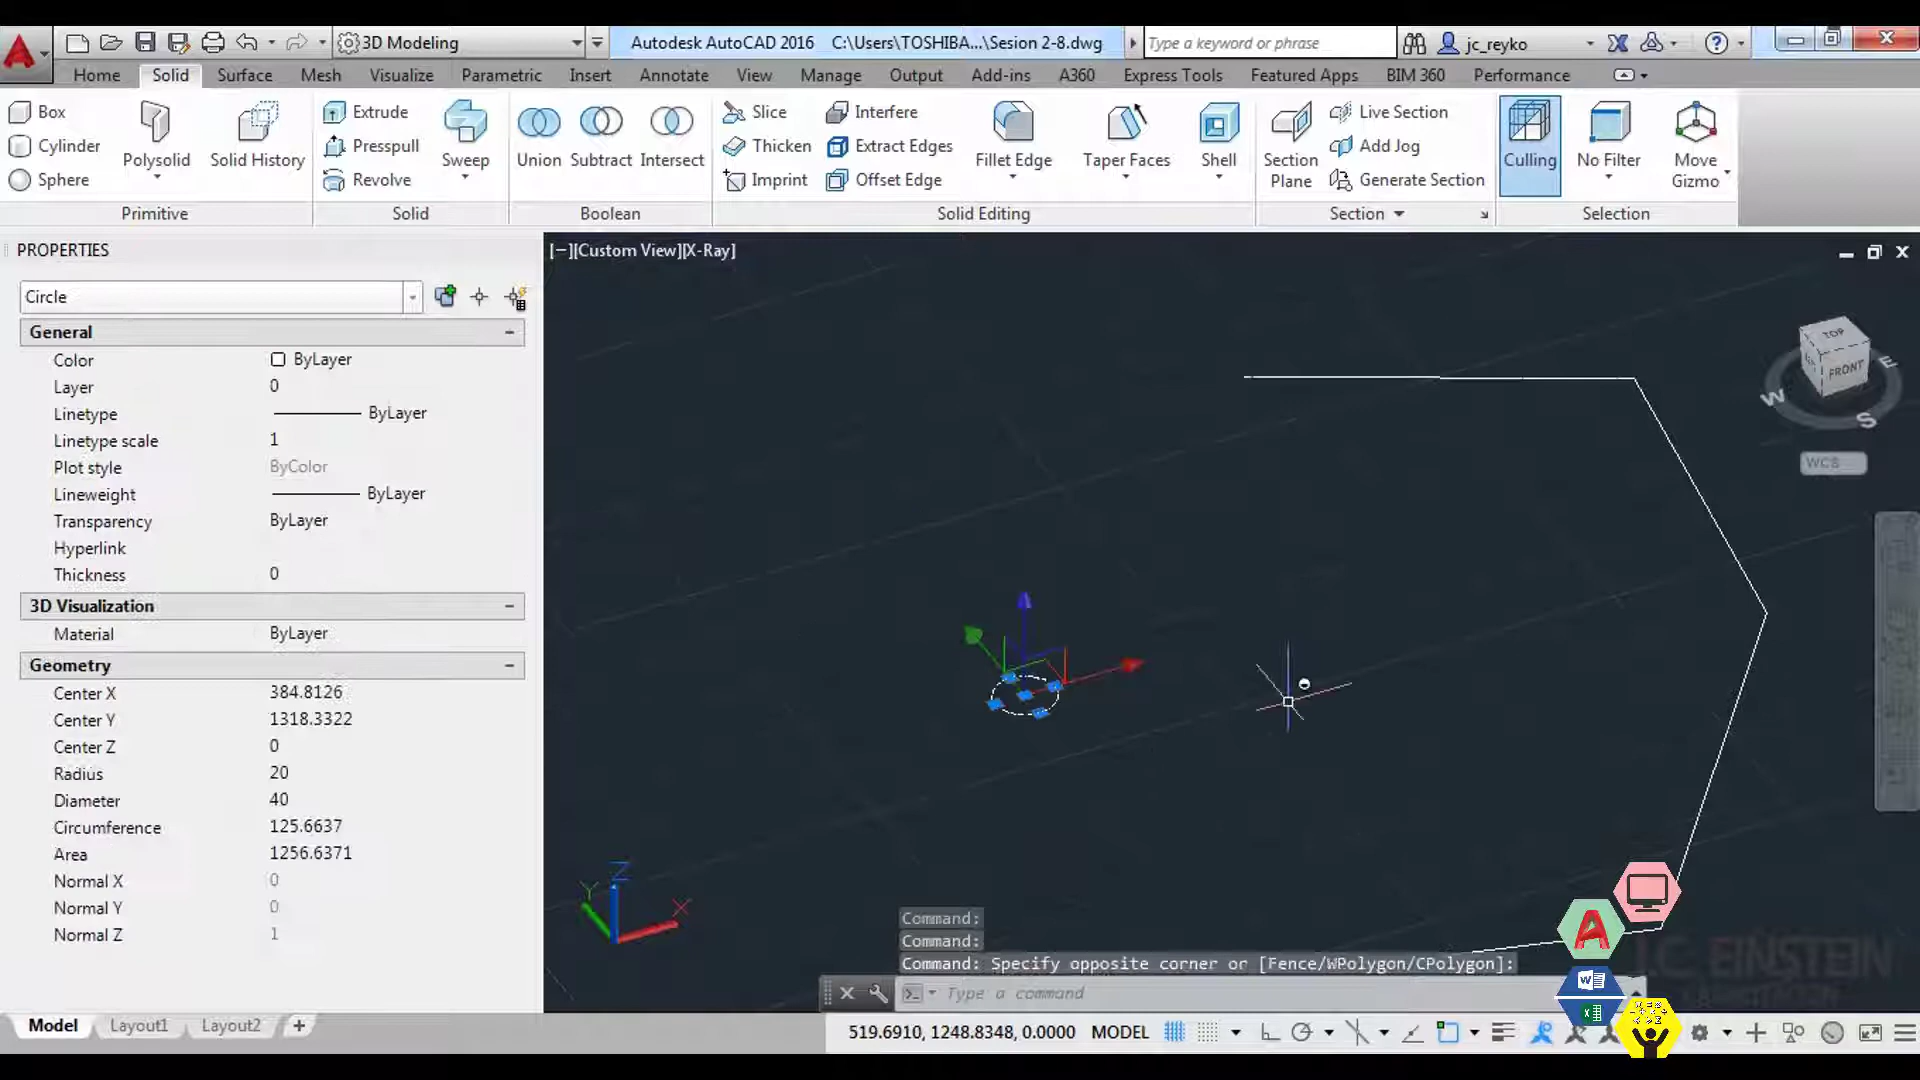 3D Modeling
Autodesk AutoCAD 2016 C:\Users\TOSHIBA...\Sesion 2-8.dwg
Type a keyword or phrase
jc_reyko
Home Solid Surface Mesh Visualize Parametric Insert Annotate View Manage Output Add-ins A360 Express Tools Featured Apps BIM 360 Performance
Box
Cylinder
Sphere
Polysolid
Solid History
Extrude
Presspull
Revolve
Sweep
Union
Subtract
Intersect
Slice
Thicken
Imprint
Interfere
Extract Edges
Offset Edge
Fillet Edge
Taper Faces
Shell
Section
Plane
Live Section
Add Jog
Generate Section
Culling
No Filter
Move
Gizmo
Primitive Solid Boolean Solid Editing Section Selection
PROPERTIES
[−][Custom View][X-Ray]
Circle
General
Color ByLayer
Layer 0
Linetype ByLayer
Linetype scale 1
Plot style ByColor
Lineweight ByLayer
Transparency ByLayer
Hyperlink
Thickness 0
3D Visualization
Material ByLayer
Geometry
Center X 384.8126
Center Y 1318.3322
Center Z 0
Radius 20
Diameter 40
Circumference 125.6637
Area 1256.6371
Normal X 0
Normal Y 0
Normal Z 1
TOP
FRONT
W
S
E
WCS
Z
Y
X
Command:
Command:
Command: Specify opposite corner or [Fence/WPolygon/CPolygon]:
Type a command
J.C. EINSTEIN
Model Layout1 Layout2 +
519.6910, 1248.8348, 0.0000 MODEL